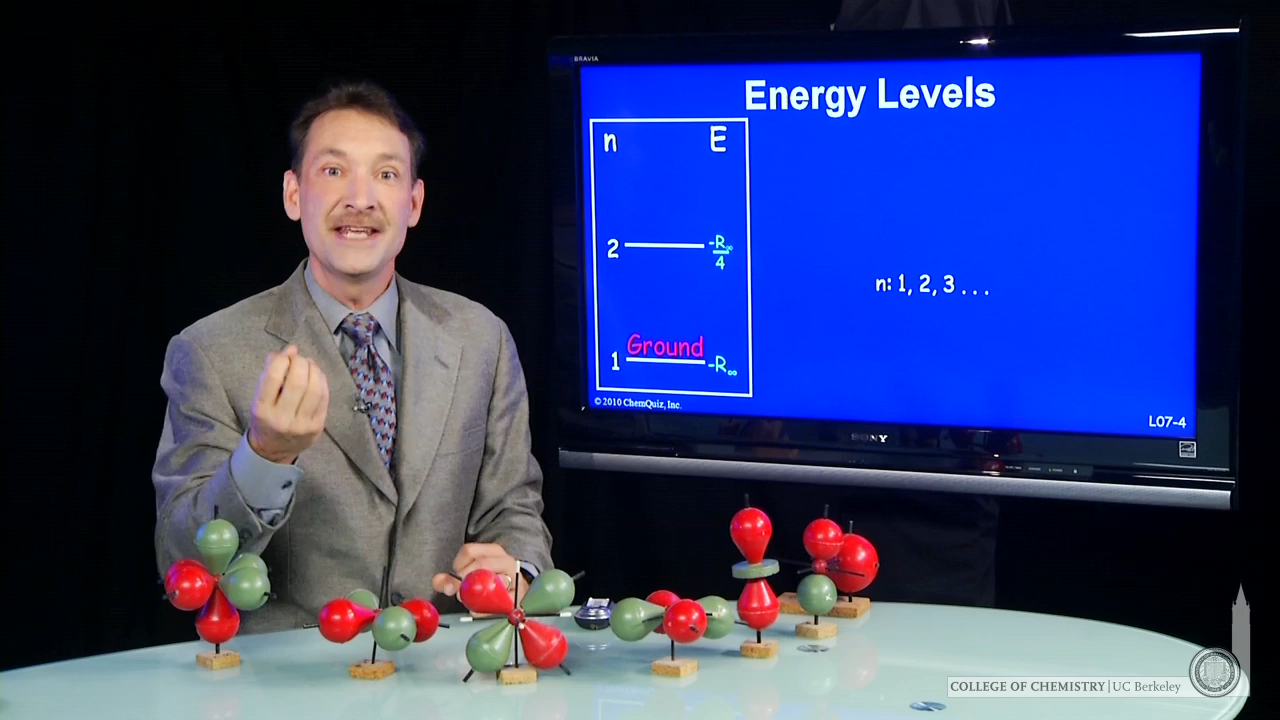 BRAVIA
Energy Levels
n E
2 -R∞/4
Ground
1 -R∞
n: 1, 2, 3 . . .
© 2010 ChemQuiz, Inc.
L07-4
SONY
COLLEGE OF CHEMISTRY | UC Berkeley